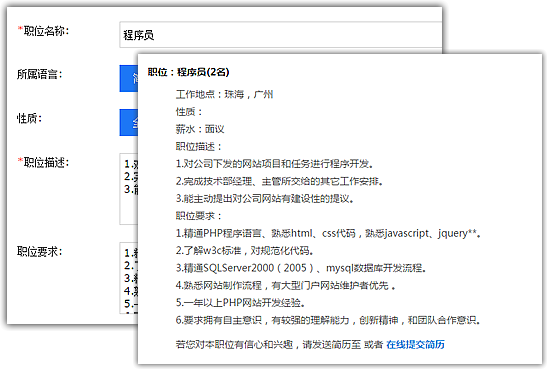 *职位名称：
程序员
所属语言：
性质：
*职位描述：
1.
2.
3.
职位要求：
1.
2.
3.
4.
5.
职位：程序员(2名)
工作地点：珠海，广州
性质：
薪水：面议
职位描述：
1.对公司下发的网站项目和任务进行程序开发。
2.完成技术部经理、主管所交给的其它工作安排。
3.能主动提出对公司网站有建设性的提议。
职位要求：
1.精通PHP程序语言、熟悉html、css代码，熟悉javascript、jquery**。
2.了解w3c标准，对规范化代码。
3.精通SQLServer2000（2005）、mysql数据库开发流程。
4.熟悉网站制作流程，有大型门户网站维护者优先 。
5.一年以上PHP网站开发经验。
6.要求拥有自主意识，有较强的理解能力，创新精神，和团队合作意识。
若您对本职位有信心和兴趣，请发送简历至 或者 在线提交简历